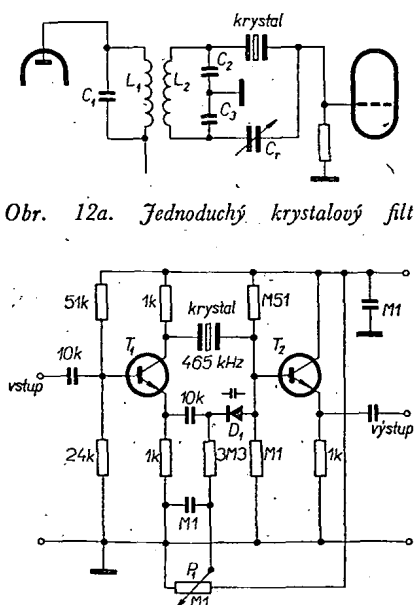 krystal
C1 L1 L2 C2 C3 Cr
Obr. 12a. Jednoduchý krystalový filt
51k 1k krystal M51 M1
T1 465 kHz T2
10k
vstup 10k D1 výstup
24k 1k 3M3 M1 1k
M1
P1
M1